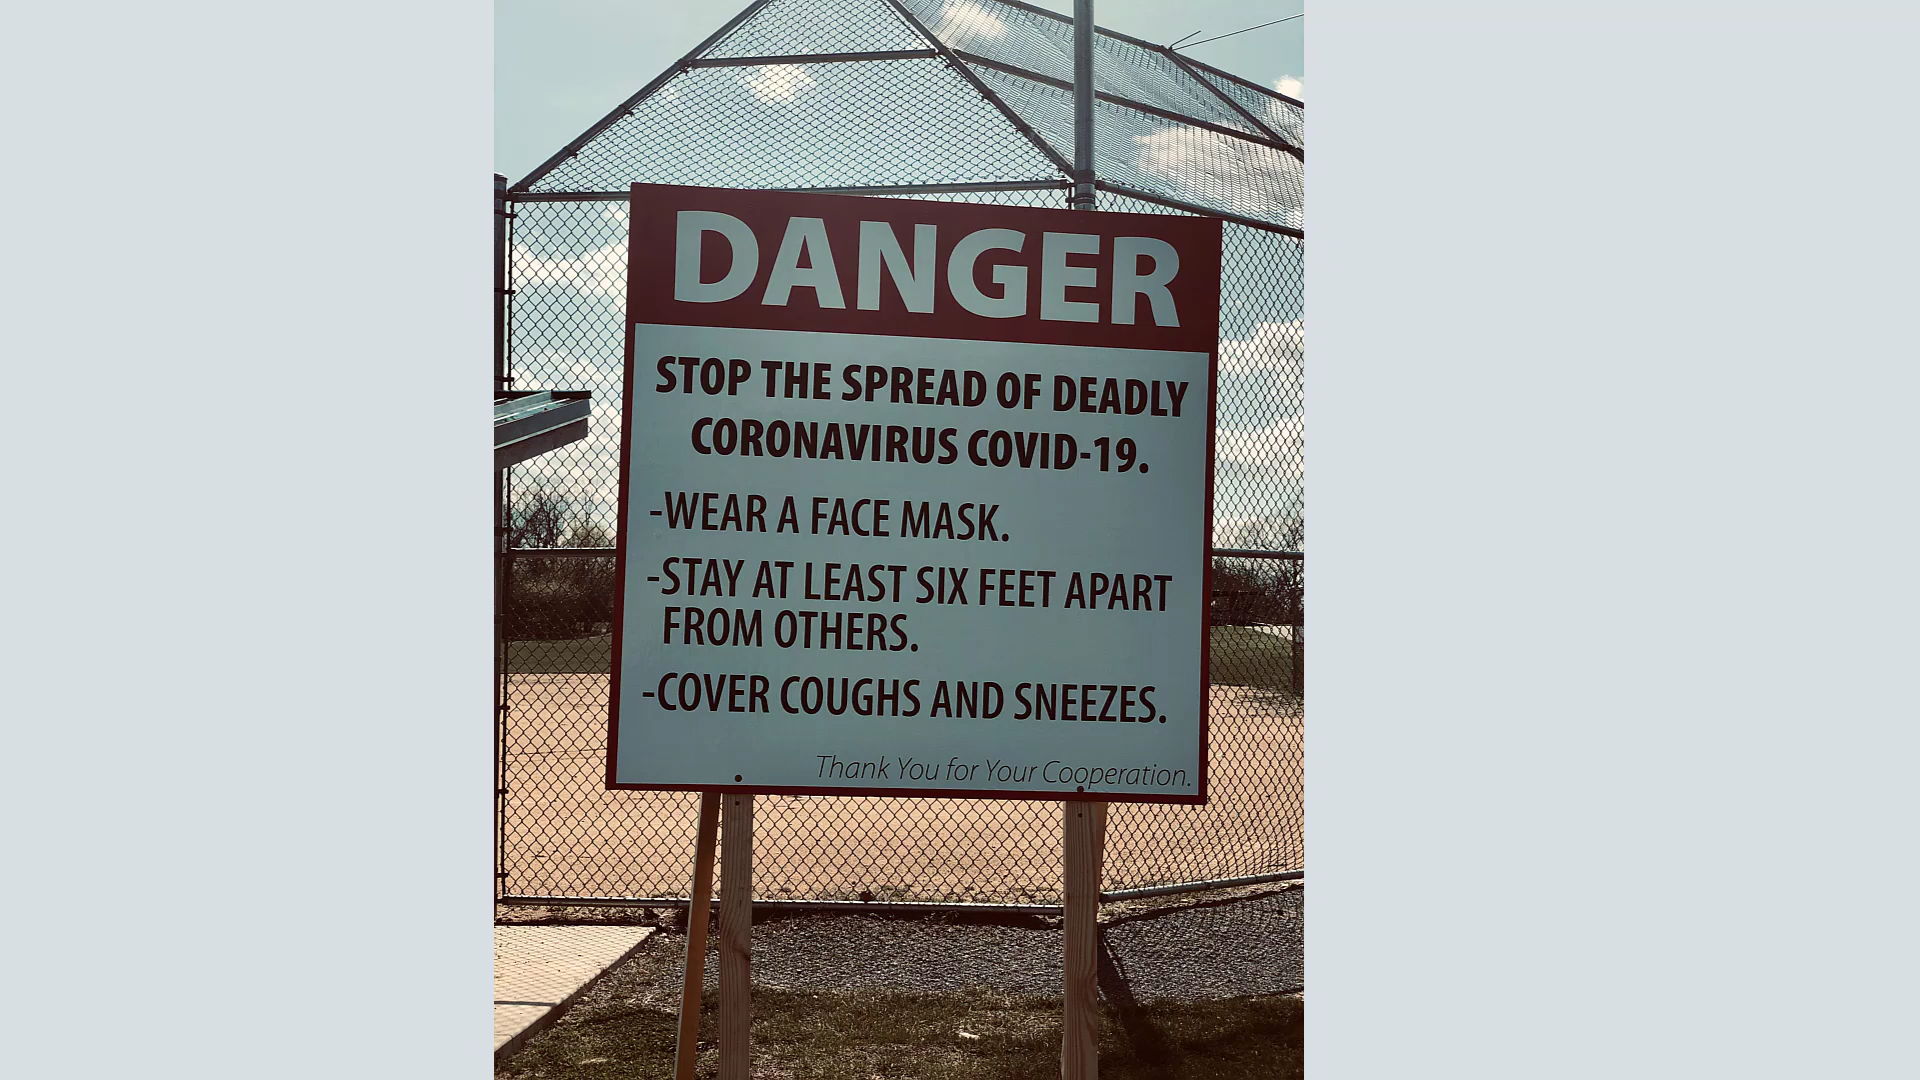 DANGER
STOP THE SPREAD OF DEADLY
CORONAVIRUS COVID-19.
-WEAR A FACE MASK.
-STAY AT LEAST SIX FEET APART
FROM OTHERS.
-COVER COUGHS AND SNEEZES.
Thank You for Your Cooperation.